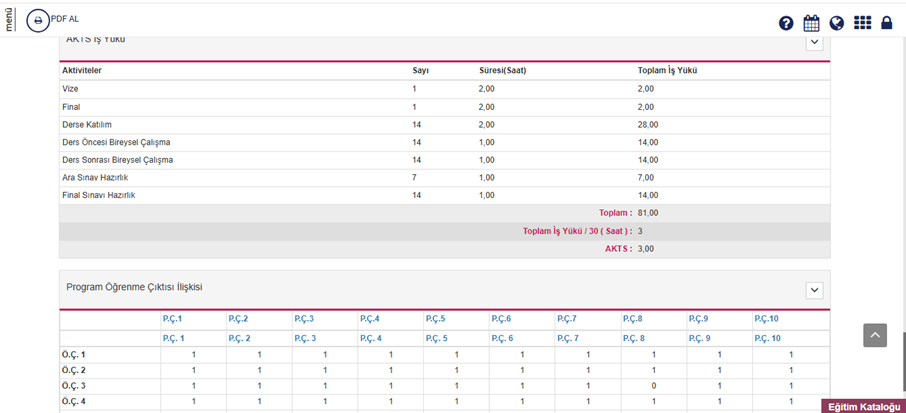 menü
PDF AL
AKTS İş Yükü
Aktiviteler Sayı Süresi(Saat) Toplam İş Yükü
Vize 1 2,00 2,00
Final 1 2,00 2,00
Derse Katılım 14 2,00 28,00
Ders Öncesi Bireysel Çalışma 14 1,00 14,00
Ders Sonrası Bireysel Çalışma 14 1,00 14,00
Ara Sınav Hazırlık 7 1,00 7,00
Final Sınavı Hazırlık 14 1,00 14,00
Toplam : 81,00
Toplam İş Yükü / 30 ( Saat ) : 3
AKTS : 3,00
Program Öğrenme Çıktısı İlişkisi
P.Ç.1 P.Ç.2 P.Ç.3 P.Ç.4 P.Ç.5 P.Ç.6 P.Ç.7 P.Ç.8 P.Ç.9 P.Ç.10
P.Ç. 1 P.Ç. 2 P.Ç. 3 P.Ç. 4 P.Ç. 5 P.Ç. 6 P.Ç. 7 P.Ç. 8 P.Ç. 9 P.Ç. 10
Ö.Ç. 1 1 1 1 1 1 1 1 1 1 1
Ö.Ç. 2 1 1 1 1 1 1 1 1 1 1
Ö.Ç. 3 1 1 1 1 1 1 1 0 1 1
Ö.Ç. 4 1 1 1 1 1 1 1 1 1 1
Eğitim Kataloğu